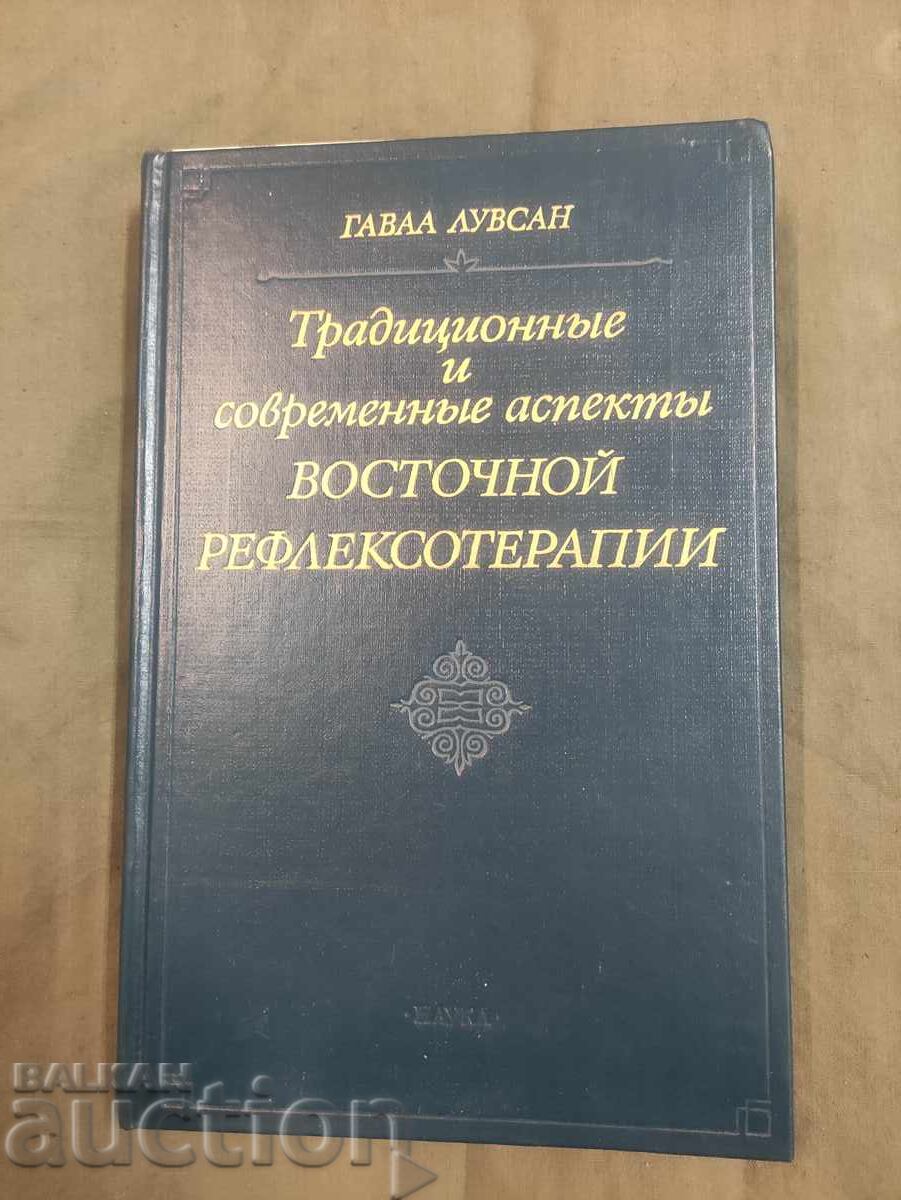 ГАВАА ЛУВСАН
Традиционные
и
современные аспекты
ВОСТОЧНОЙ
РЕФЛЕКСОТЕРАПИИ
·НАУКА·
BALKAN
auction